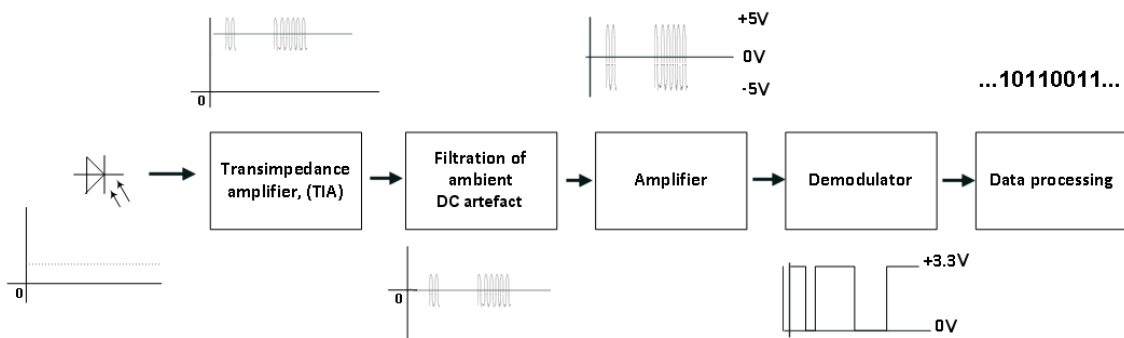 +5V
0V
-5V
0
...10110011...
Transimpedance
amplifier, (TIA)
Filtration of
ambient
DC artefact
Amplifier
Demodulator
Data processing
0
0
+3.3V
0V